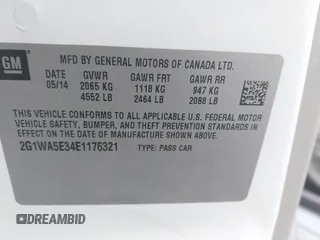 GM
MFD BY GENERAL MOTORS OF CANADA LTD.
DATE GVWR GAWR FRT GAWR RR
05/14 2065 KG 1118 KG 947 KG
4552 LB 2464 LB 2088 LB
THIS VEHICLE CONFORMS TO ALL APPLICABLE U.S. FEDERAL MOTOR
VEHICLE SAFETY, BUMPER, AND THEFT PREVENTION STANDARDS
IN EFFECT ON THE DATE OF MANUFACTURE SHOWN ABOVE.
2G1WA5E34E1176321 TYPE: PASS CAR